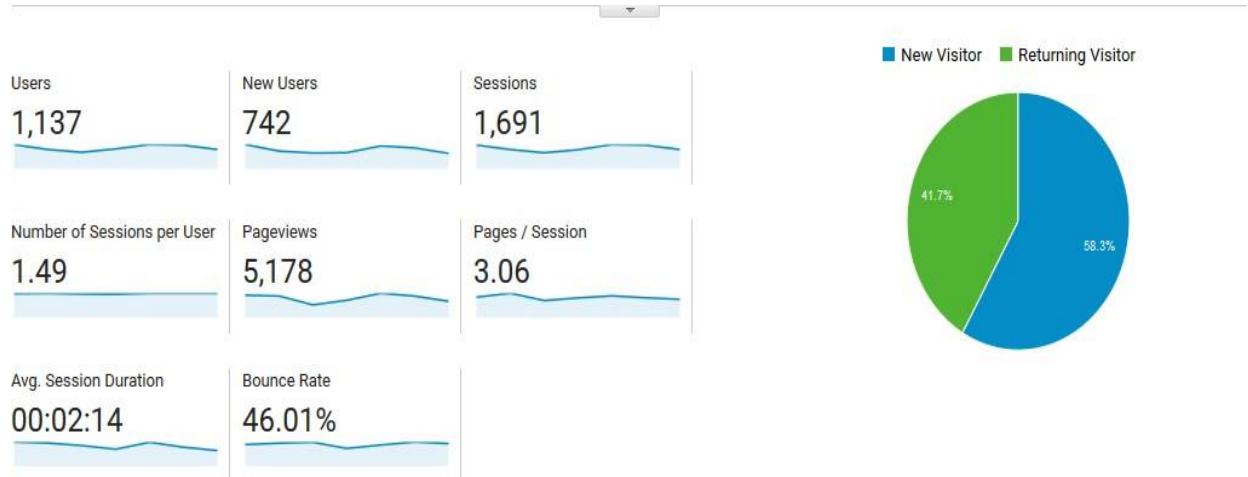 New Visitor Returning Visitor
Users New Users Sessions
1,137 742 1,691
Number of Sessions per User Pageviews Pages / Session
1.49 5,178 3.06
Avg. Session Duration Bounce Rate
00:02:14 46.01%
41.7%
58.3%